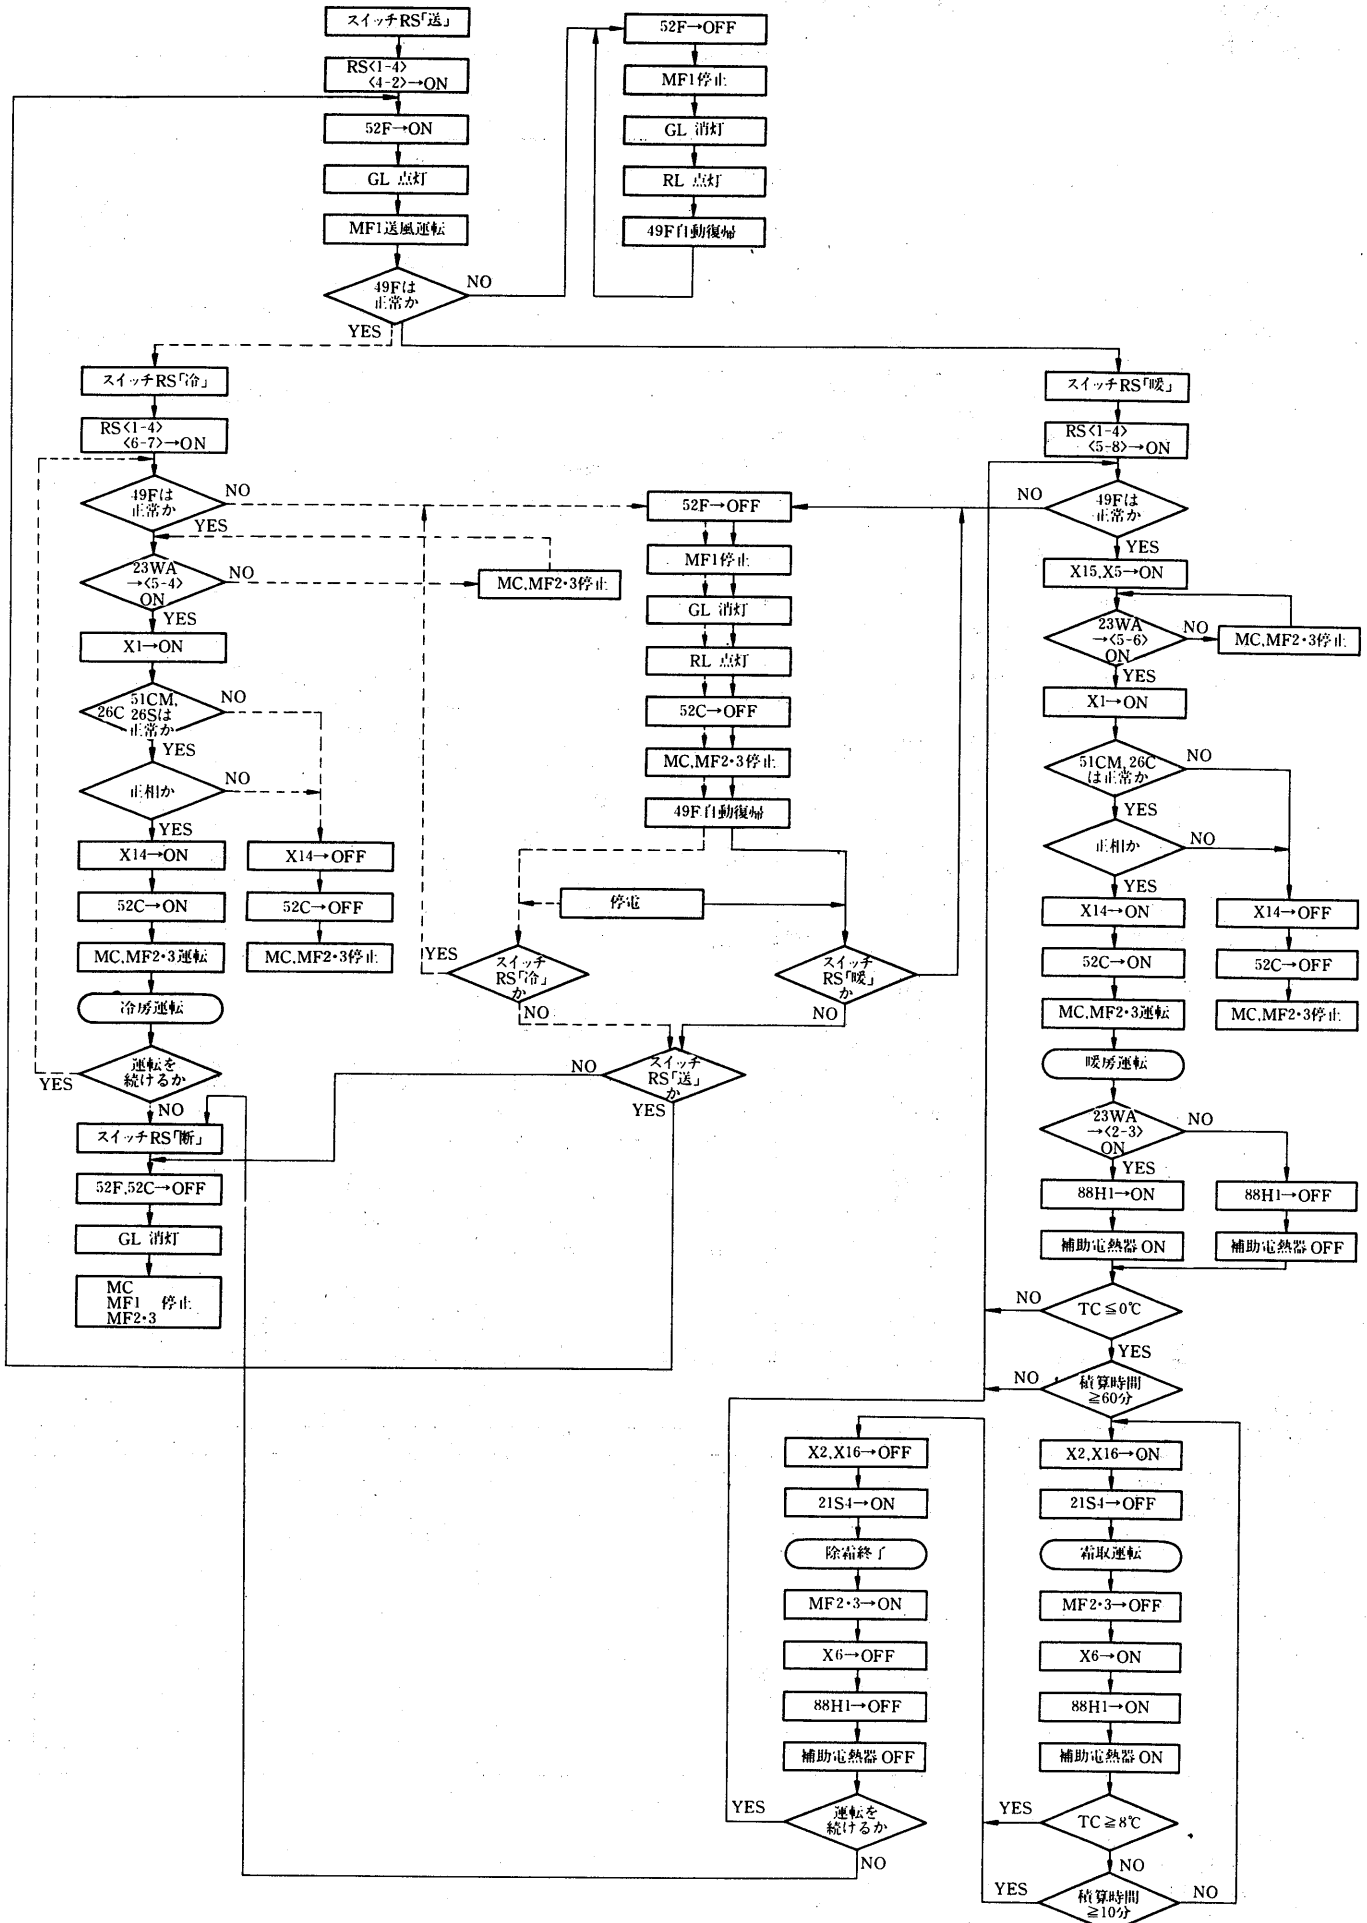 スイッチRS「送」
RS〈1-4〉
〈4-2〉→ON
52F→ON
GL 点灯
MF1送風運転
49Fは
正常か
NO
YES
52F→OFF
MF1停止
GL 消灯
RL 点灯
49F自動復帰
スイッチRS「冷」
RS〈1-4〉
〈6-7〉→ON
49Fは
正常か
NO
YES
23WA
→〈5-4〉
ON
NO
YES
MC,MF2・3停止
X1→ON
51CM,
26C 26Sは
正常か
NO
YES
正相か
NO
YES
X14→ON
52C→ON
MC,MF2・3運転
冷房運転
運転を
続けるか
YES
NO
X14→OFF
52C→OFF
MC,MF2・3停止
スイッチRS「断」
52F,52C→OFF
GL 消灯
MC
MF1 停止
MF2・3
52F→OFF
MF1停止
GL 消灯
RL 点灯
52C→OFF
MC,MF2・3停止
49F自動復帰
停電
スイッチ
RS「冷」
か
YES
NO
スイッチ
RS「暖」
か
NO
スイッチ
RS「送」
か
NO
YES
スイッチRS「暖」
RS〈1-4〉
〈5-8〉→ON
49Fは
正常か
NO
YES
X15,X5→ON
23WA
→〈5-6〉
ON
NO
YES
MC,MF2・3停止
X1→ON
51CM,26C
は正常か
NO
YES
正相か
NO
YES
X14→ON
52C→ON
MC,MF2・3運転
暖房運転
X14→OFF
52C→OFF
MC,MF2・3停止
23WA
→〈2-3〉
ON
NO
YES
88H1→ON
補助電熱器 ON
88H1→OFF
補助電熱器 OFF
TC≦0℃
NO
YES
積算時間
≧60分
NO
X2,X16→ON
21S4→OFF
霜取運転
MF2・3→OFF
X6→ON
88H1→ON
補助電熱器 ON
TC≧8℃
YES
NO
積算時間
≧10分
YES
NO
X2,X16→OFF
21S4→ON
除霜終了
MF2・3→ON
X6→OFF
88H1→OFF
補助電熱器 OFF
運転を
続けるか
YES
NO